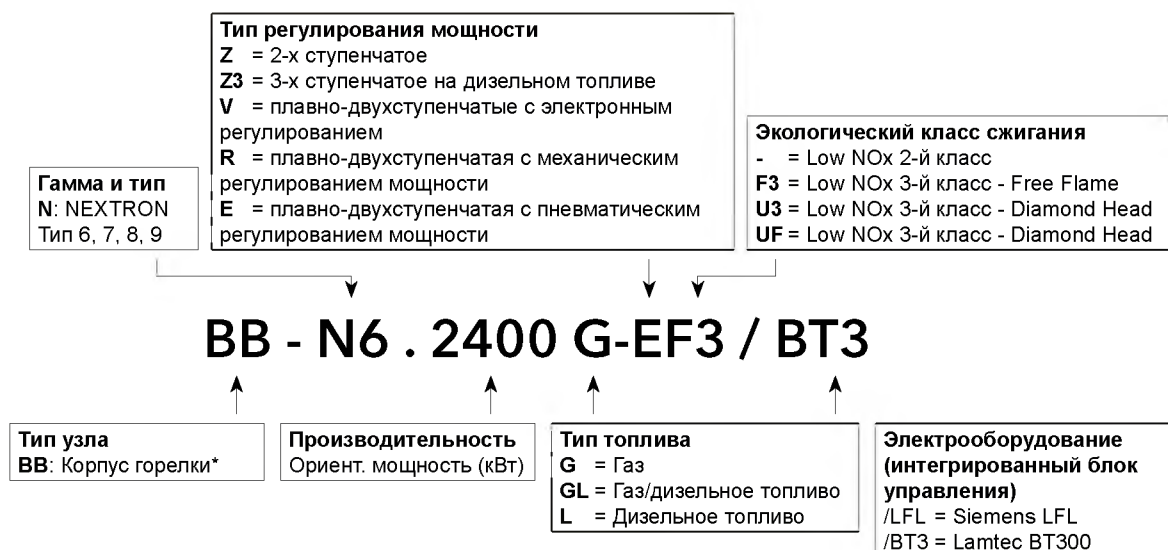 Тип регулирования мощности
Z = 2-х ступенчатое
Z3 = 3-х ступенчатое на дизельном топливе
V = плавно-двухступенчатые с электронным
регулированием
R = плавно-двухступенчатая с механическим
регулированием мощности
E = плавно-двухступенчатая с пневматическим
регулированием мощности
Экологический класс сжигания
- = Low NOx 2-й класс
F3 = Low NOx 3-й класс - Free Flame
U3 = Low NOx 3-й класс - Diamond Head
UF = Low NOx 3-й класс - Diamond Head
Гамма и тип
N: NEXTRON
Тип 6, 7, 8, 9
BB - N6 . 2400 G-EF3 / BT3
Тип узла
BB: Корпус горелки*
Производительность
Ориент. мощность (кВт)
Тип топлива
G = Газ
GL = Газ/дизельное топливо
L = Дизельное топливо
Электрооборудование
(интегрированный блок
управления)
/LFL = Siemens LFL
/BT3 = Lamtec BT300